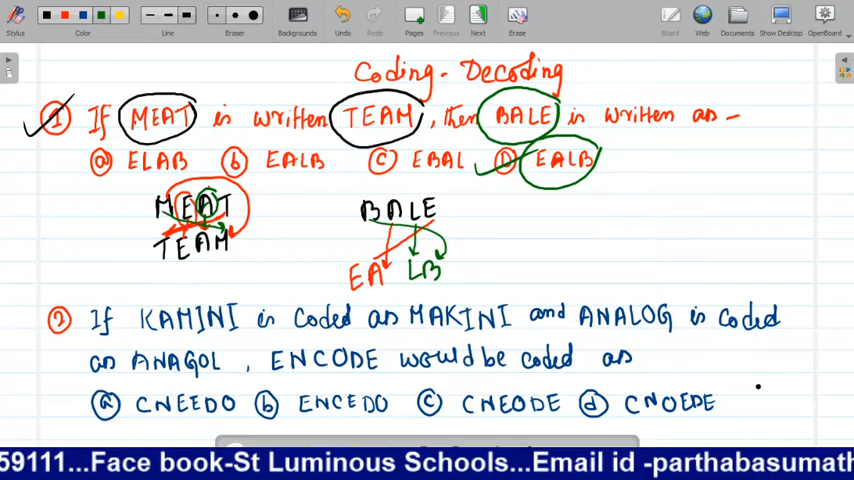 Stylus
Color
Line
Eraser
Backgrounds
Undo
Redo
Pages
Previous
Next
Erase
Board
Web
Documents
Show Desktop
OpenBoard
Coding - Decoding
① If MEAT is written TEAM, then BALE is written as -
ⓐ ELAB ⓑ EALB ⓒ EBAL Ⓓ EALB
MEAT BALE
TEAM EA LB
② If KAMINI is coded as MAKINI and ANALOG is coded
as ANAGOL, ENCODE would be coded as
ⓐ CNEEDO ⓑ ENCEDO ⓒ CNEODE ⓓ CNOEDE
59111...Face book-St Luminous Schools...Email id -parthabasumath